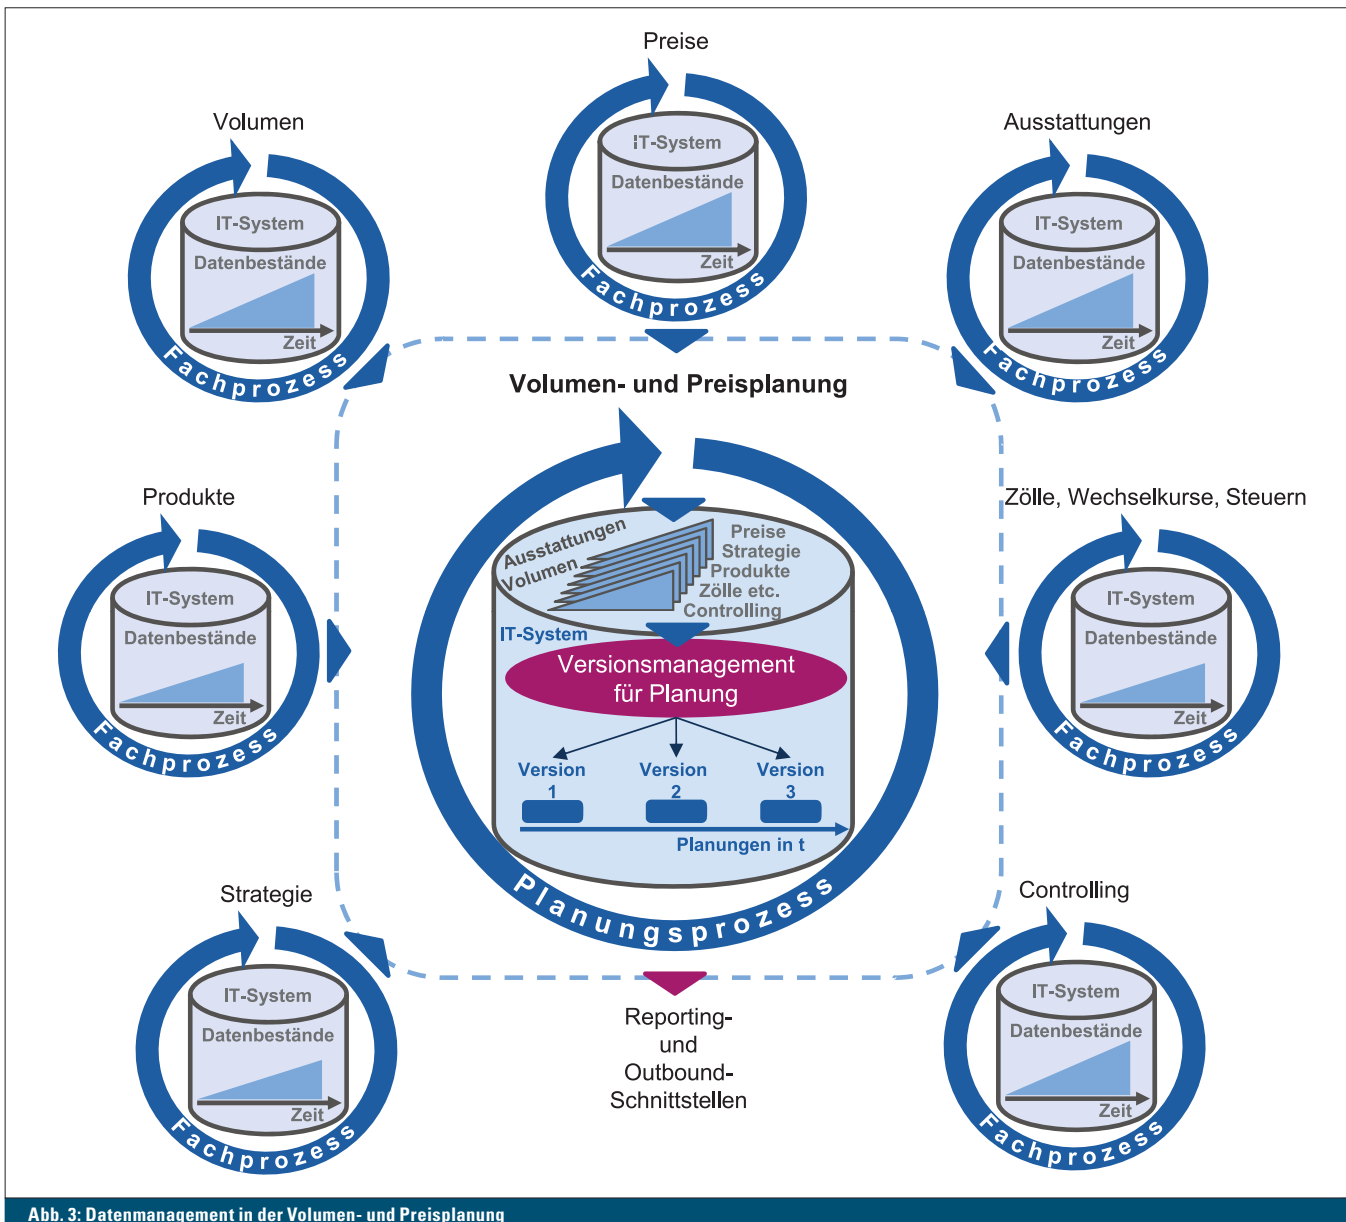 Preise
IT-System
Datenbestände
Zeit
Fachprozess
Volumen
IT-System
Datenbestände
Zeit
Fachprozess
Ausstattungen
IT-System
Datenbestände
Zeit
Fachprozess
Volumen- und Preisplanung
Ausstattungen
Volumen
Preise
Strategie
Produkte
Zölle etc.
Controlling
IT-System
Versionsmanagement
für Planung
Version
1
Version
2
Version
3
Planungen in t
Planungsprozess
Produkte
IT-System
Datenbestände
Zeit
Fachprozess
Zölle, Wechselkurse, Steuern
IT-System
Datenbestände
Zeit
Fachprozess
Strategie
IT-System
Datenbestände
Zeit
Fachprozess
Controlling
IT-System
Datenbestände
Zeit
Fachprozess
Reporting-
und
Outbound-
Schnittstellen
Abb. 3: Datenmanagement in der Volumen- und Preisplanung